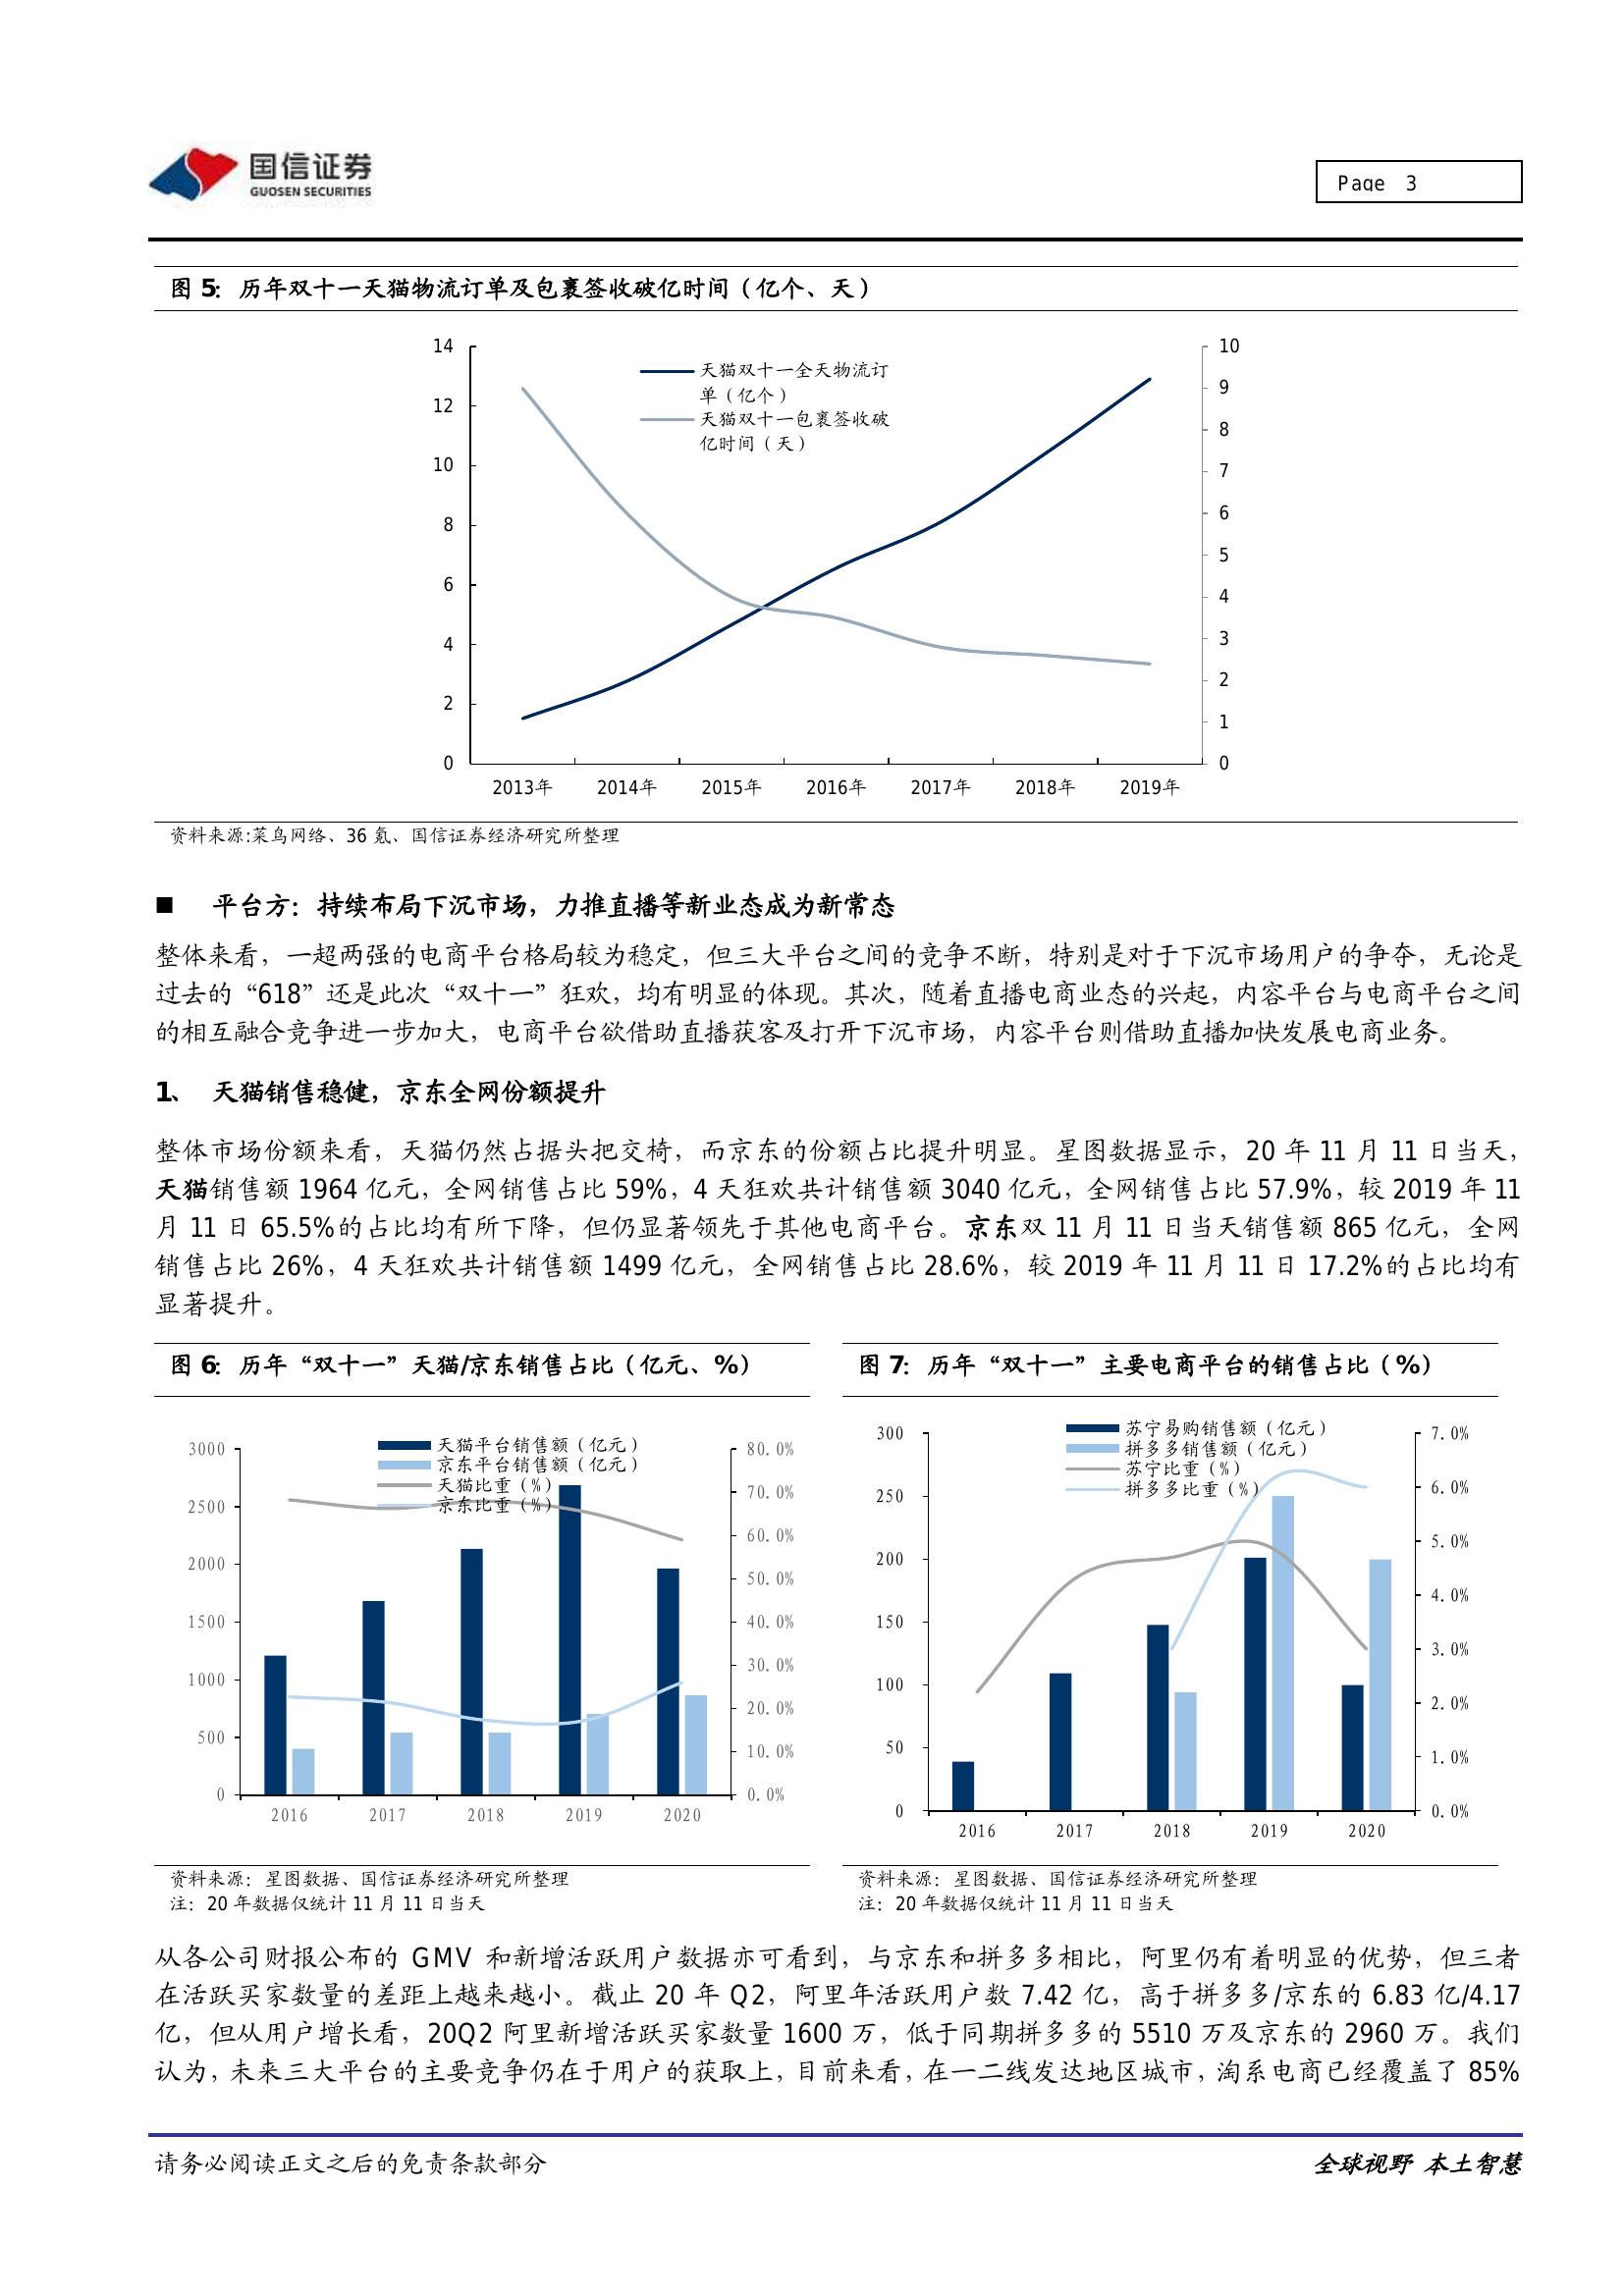 国信证券
GUOSEN SECURITIES
Page 3
图 5：历年双十一天猫物流订单及包裹签收破亿时间（亿个、天）
14
12
10
8
6
4
2
0
10
9
8
7
6
5
4
3
2
1
0
天猫双十一全天物流订
单（亿个）
天猫双十一包裹签收破
亿时间（天）
2013年 2014年 2015年 2016年 2017年 2018年 2019年
资料来源:菜鸟网络、36 氪、国信证券经济研究所整理
■ 平台方：持续布局下沉市场，力推直播等新业态成为新常态
整体来看，一超两强的电商平台格局较为稳定，但三大平台之间的竞争不断，特别是对于下沉市场用户的争夺，无论是
过去的“618”还是此次“双十一”狂欢，均有明显的体现。其次，随着直播电商业态的兴起，内容平台与电商平台之间
的相互融合竞争进一步加大，电商平台欲借助直播获客及打开下沉市场，内容平台则借助直播加快发展电商业务。
1、 天猫销售稳健，京东全网份额提升
整体市场份额来看，天猫仍然占据头把交椅，而京东的份额占比提升明显。星图数据显示，20 年 11 月 11 日当天，
天猫销售额 1964 亿元，全网销售占比 59%，4 天狂欢共计销售额 3040 亿元，全网销售占比 57.9%，较 2019 年 11
月 11 日 65.5%的占比均有所下降，但仍显著领先于其他电商平台。京东双 11 月 11 日当天销售额 865 亿元，全网
销售占比 26%，4 天狂欢共计销售额 1499 亿元，全网销售占比 28.6%，较 2019 年 11 月 11 日 17.2%的占比均有
显著提升。
图 6：历年“双十一”天猫/京东销售占比（亿元、%）
3000
2500
2000
1500
1000
500
0
天猫平台销售额（亿元）
京东平台销售额（亿元）
天猫比重（%）
京东比重（%）
80.0%
70.0%
60.0%
50.0%
40.0%
30.0%
20.0%
10.0%
0.0%
2016 2017 2018 2019 2020
资料来源：星图数据、国信证券经济研究所整理
注：20 年数据仅统计 11 月 11 日当天
图 7：历年“双十一”主要电商平台的销售占比（%）
300
250
200
150
100
50
0
苏宁易购销售额（亿元）
拼多多销售额（亿元）
苏宁比重（%）
拼多多比重（%）
7.0%
6.0%
5.0%
4.0%
3.0%
2.0%
1.0%
0.0%
2016 2017 2018 2019 2020
资料来源：星图数据、国信证券经济研究所整理
注：20 年数据仅统计 11 月 11 日当天
从各公司财报公布的 GMV 和新增活跃用户数据亦可看到，与京东和拼多多相比，阿里仍有着明显的优势，但三者
在活跃买家数量的差距上越来越小。截止 20 年 Q2，阿里年活跃用户数 7.42 亿，高于拼多多/京东的 6.83 亿/4.17
亿，但从用户增长看，20Q2 阿里新增活跃买家数量 1600 万，低于同期拼多多的 5510 万及京东的 2960 万。我们
认为，未来三大平台的主要竞争仍在于用户的获取上，目前来看，在一二线发达地区城市，淘系电商已经覆盖了 85%
请务必阅读正文之后的免责条款部分
全球视野 本土智慧